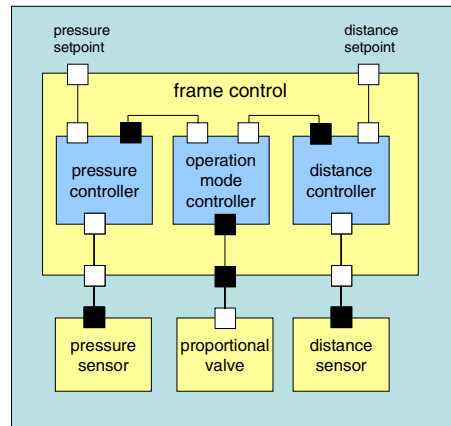 pressure
setpoint
distance
setpoint
frame control
pressure
controller
operation
mode
controller
distance
controller
pressure
sensor
proportional
valve
distance
sensor